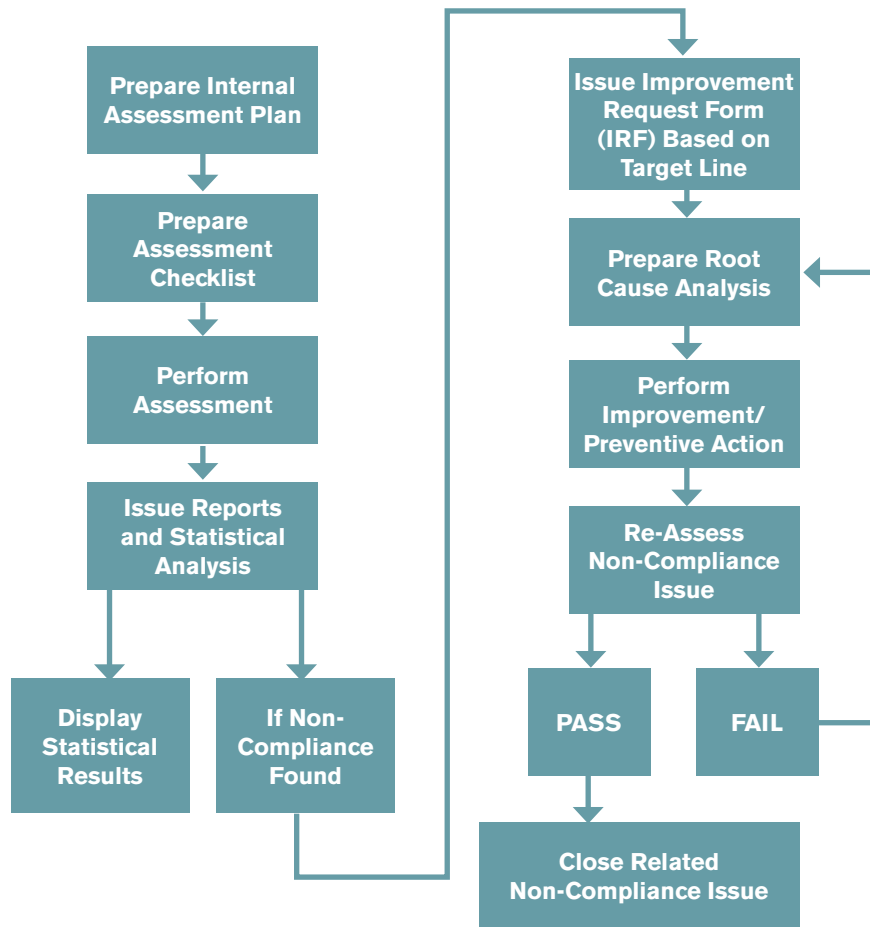 Prepare Internal
Assessment Plan
Prepare
Assessment
Checklist
Perform
Assessment
Issue Reports
and Statistical
Analysis
Display
Statistical
Results
If Non-
Compliance
Found
Issue Improvement
Request Form
(IRF) Based on
Target Line
Prepare Root
Cause Analysis
Perform
Improvement/
Preventive Action
Re-Assess
Non-Compliance
Issue
PASS
FAIL
Close Related
Non-Compliance Issue